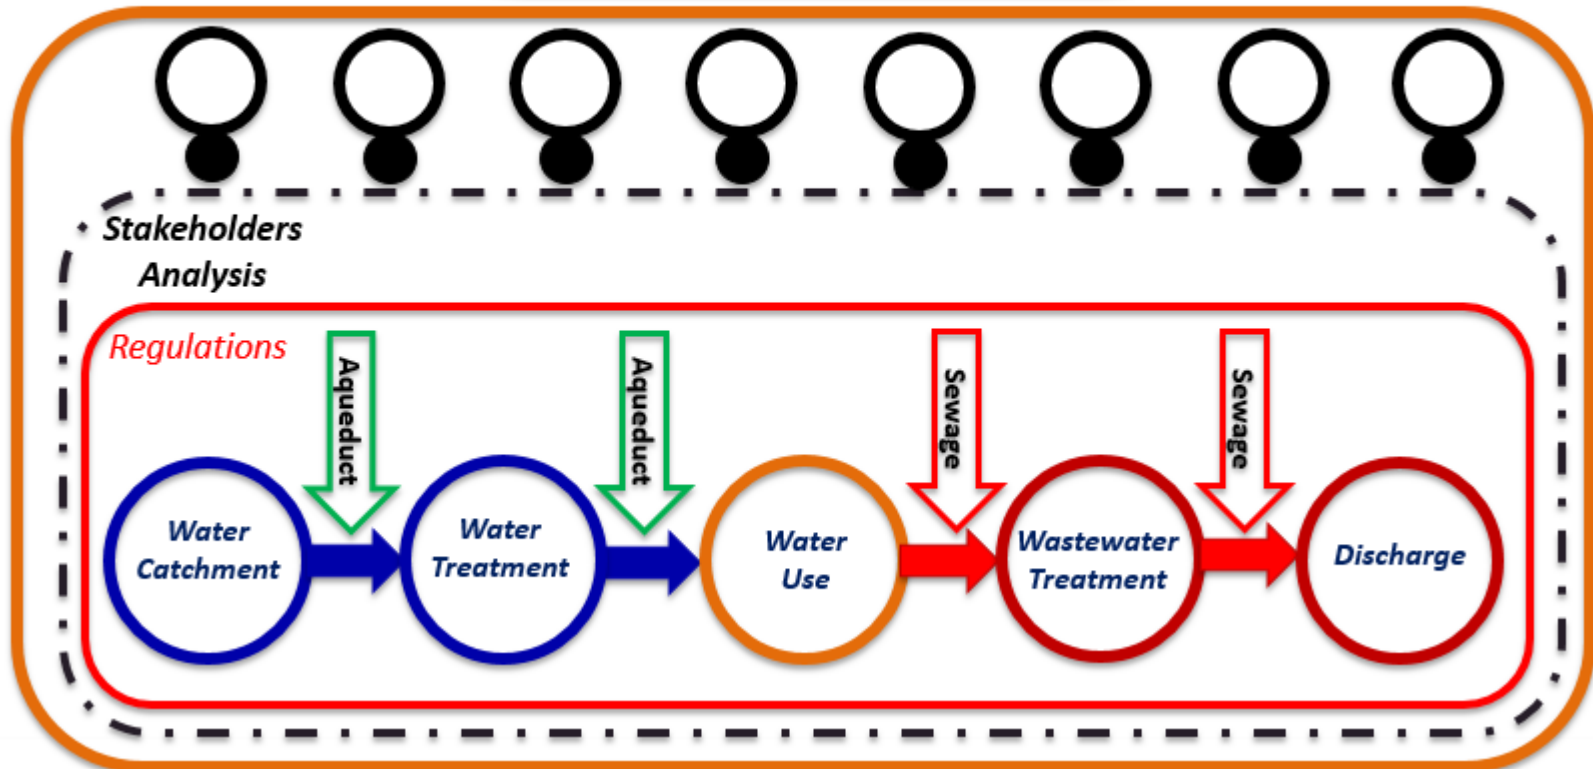 Stakeholders
Analysis
Regulations
Aqueduct
Aqueduct
Sewage
Sewage
Water
Catchment
Water
Treatment
Water
Use
Wastewater
Treatment
Discharge